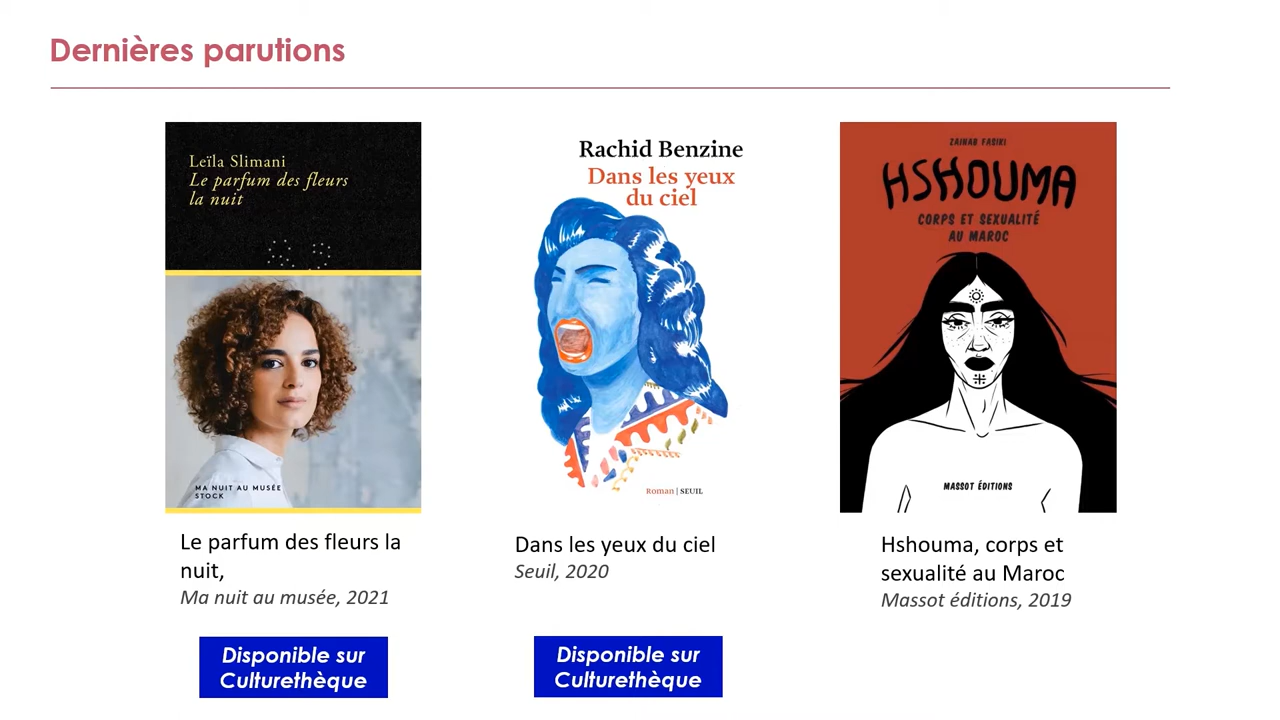 Dernières parutions
Leïla Slimani
Le parfum des fleurs
la nuit
MA NUIT AU MUSÉE
STOCK
Le parfum des fleurs la
nuit,
Ma nuit au musée, 2021
Disponible sur
Culturethèque
Rachid Benzine
Dans les yeux
du ciel
Roman | SEUIL
Dans les yeux du ciel
Seuil, 2020
Disponible sur
Culturethèque
ZAINAB FASIKI
HSHOUMA
CORPS ET SEXUALITÉ
AU MAROC
MASSOT ÉDITIONS
Hshouma, corps et
sexualité au Maroc
Massot éditions, 2019